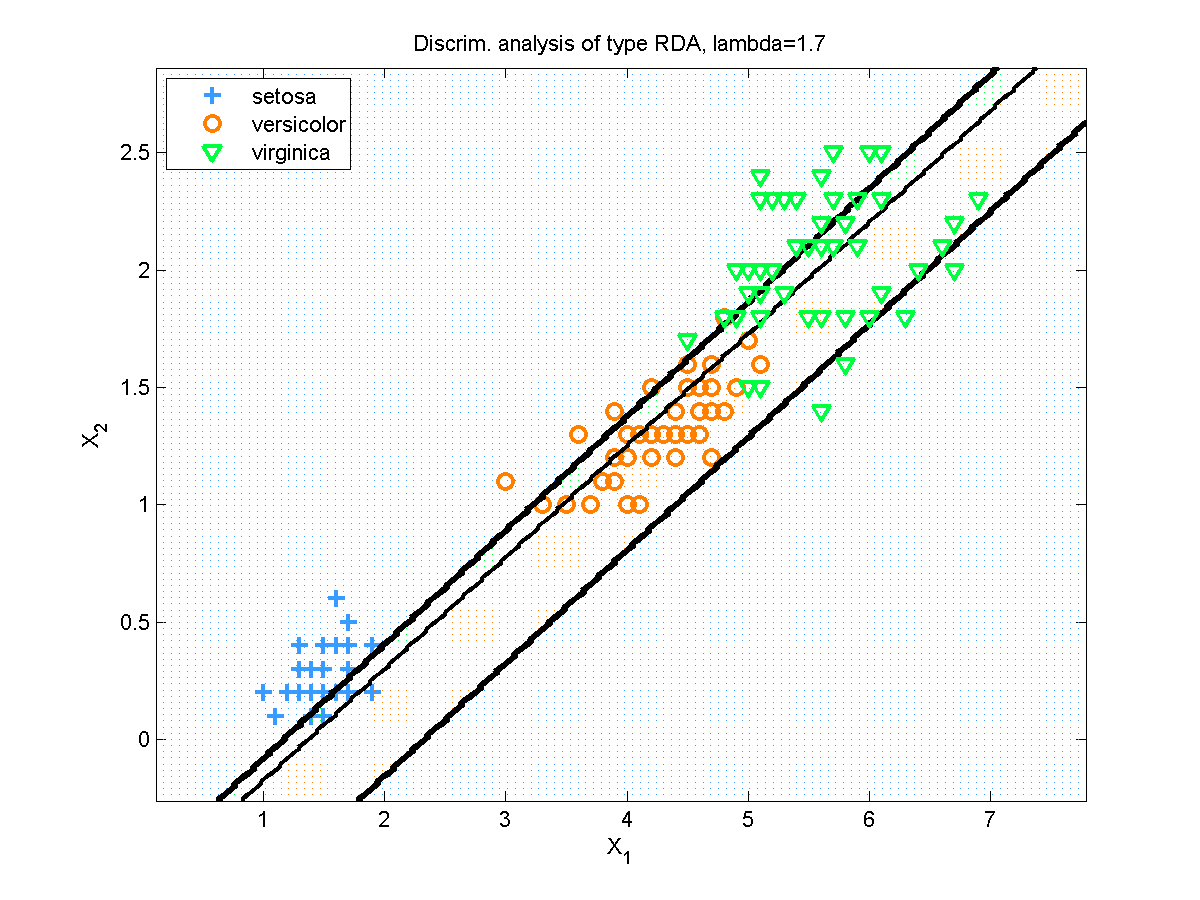 Discrim. analysis of type RDA, lambda=1.7
setosa
versicolor
virginica
2.5
2
1.5
1
0.5
0
X2
1 2 3 4 5 6 7
X1